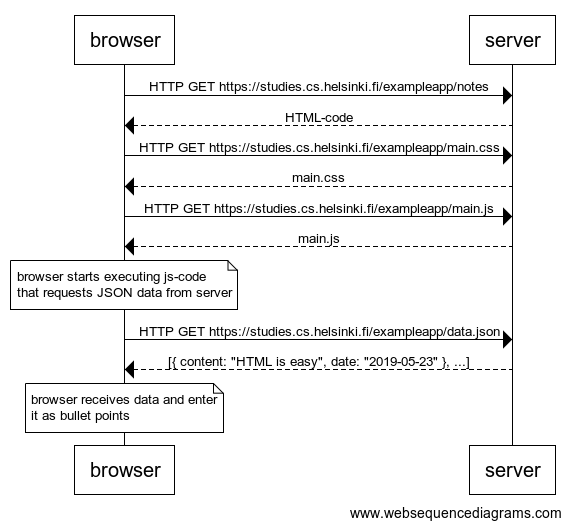 browser
server
HTTP GET https://studies.cs.helsinki.fi/exampleapp/notes
HTML-code
HTTP GET https://studies.cs.helsinki.fi/exampleapp/main.css
main.css
HTTP GET https://studies.cs.helsinki.fi/exampleapp/main.js
main.js
browser starts executing js-code
that requests JSON data from server
HTTP GET https://studies.cs.helsinki.fi/exampleapp/data.json
[{ content: "HTML is easy", date: "2019-05-23" }, ...]
browser receives data and enter
it as bullet points
browser
server
www.websequencediagrams.com